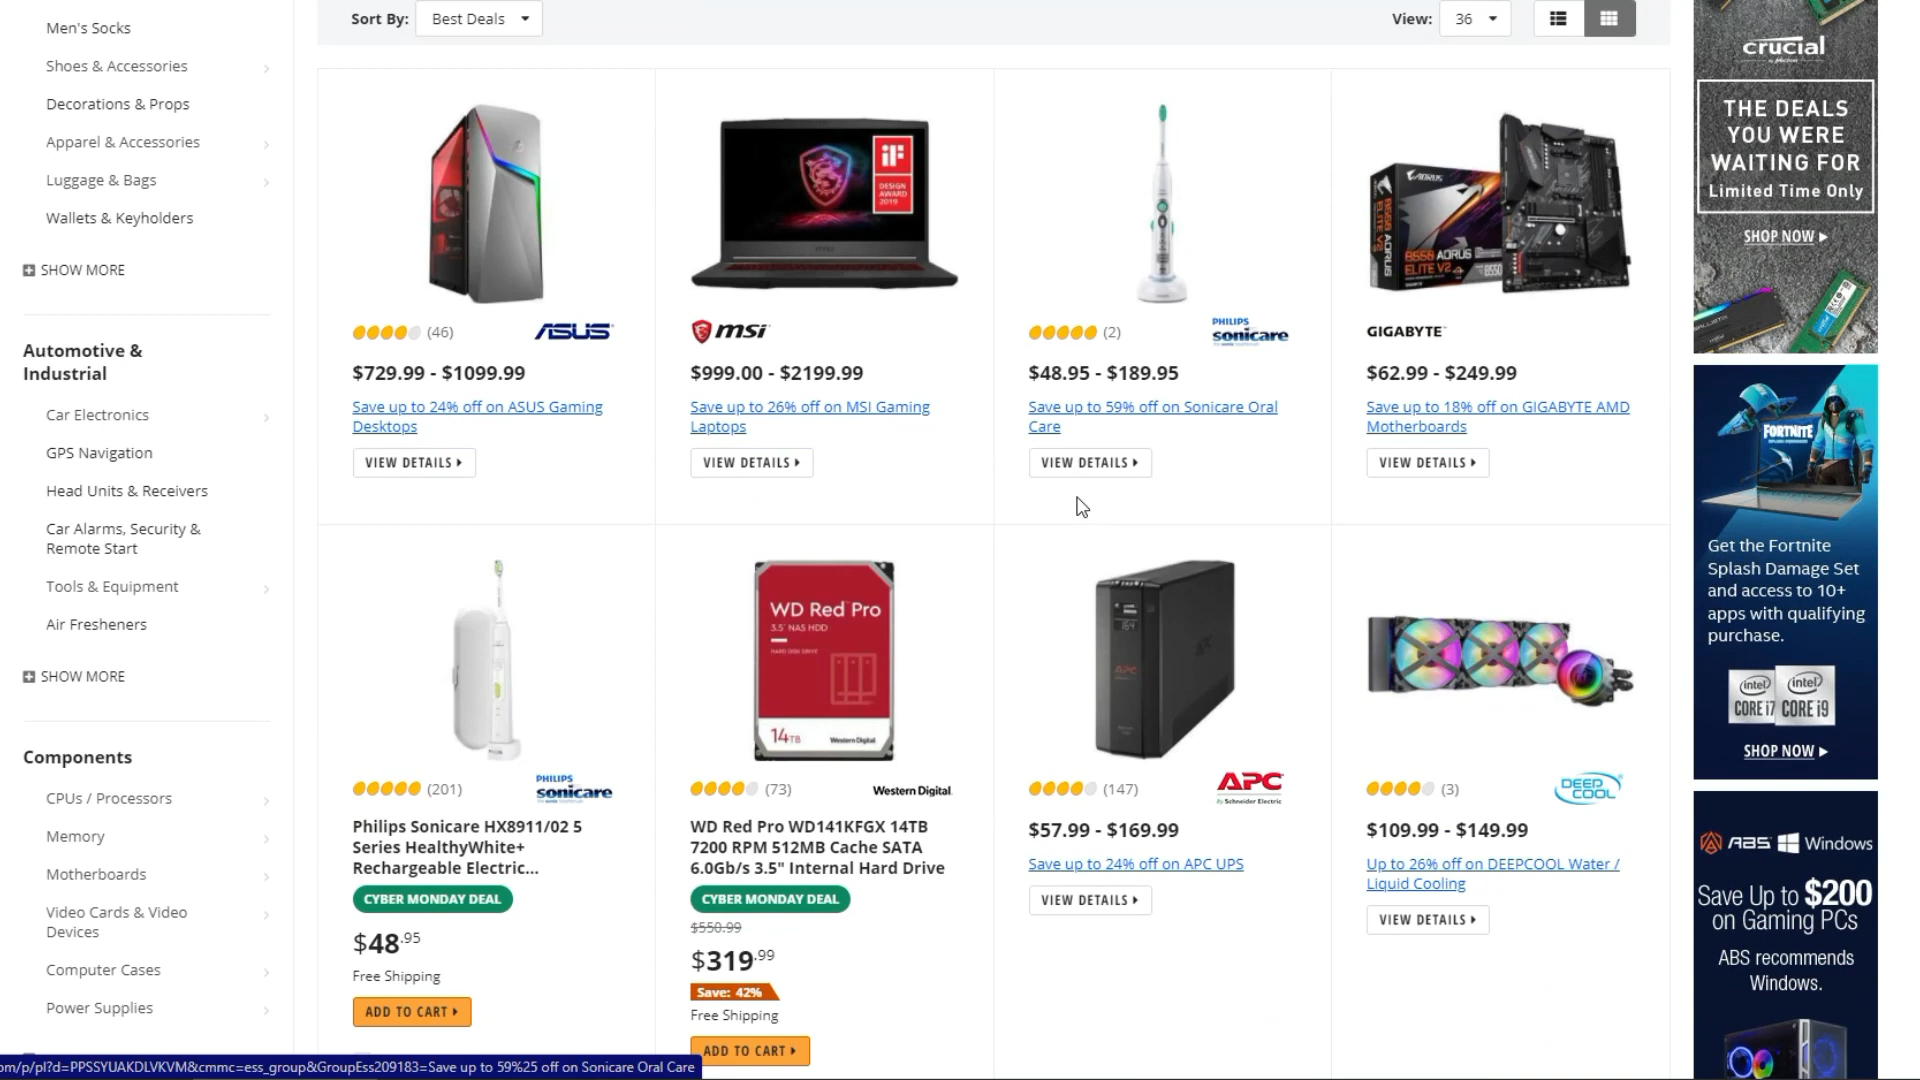 Men's Socks
Shoes & Accessories
Decorations & Props
Apparel & Accessories
Luggage & Bags
Wallets & Keyholders
SHOW MORE
Automotive &
Industrial
Car Electronics
GPS Navigation
Head Units & Receivers
Car Alarms, Security &
Remote Start
Tools & Equipment
Air Fresheners
SHOW MORE
Components
CPUs / Processors
Memory
Motherboards
Video Cards & Video
Devices
Computer Cases
Power Supplies
Sort By: Best Deals
View: 36
(46) ASUS
$729.99 - $1099.99
Save up to 24% off on ASUS Gaming
Desktops
VIEW DETAILS
iF
DESIGN
AWARD
2019
msi
$999.00 - $2199.99
Save up to 26% off on MSI Gaming
Laptops
VIEW DETAILS
(2) PHILIPS
sonicare
$48.95 - $189.95
Save up to 59% off on Sonicare Oral
Care
VIEW DETAILS
AORUS
B550 AORUS
ELITE V2
GIGABYTE
$62.99 - $249.99
Save up to 18% off on GIGABYTE AMD
Motherboards
VIEW DETAILS
(201) PHILIPS
sonicare
Philips Sonicare HX8911/02 5
Series HealthyWhite+
Rechargeable Electric...
CYBER MONDAY DEAL
$48.95
Free Shipping
ADD TO CART
WD Red Pro
3.5" NAS HDD
HARD DISK DRIVE
14TB Western Digital
(73) Western Digital
WD Red Pro WD141KFGX 14TB
7200 RPM 512MB Cache SATA
6.0Gb/s 3.5" Internal Hard Drive
CYBER MONDAY DEAL
$550.99
$319.99
Save: 42%
Free Shipping
ADD TO CART
APC
(147) APC
by Schneider Electric
$57.99 - $169.99
Save up to 24% off on APC UPS
VIEW DETAILS
(3) DEEP
COOL
$109.99 - $149.99
Up to 26% off on DEEPCOOL Water /
Liquid Cooling
VIEW DETAILS
crucial
THE DEALS
YOU WERE
WAITING FOR
Limited Time Only
SHOP NOW
FORTNITE
Get the Fortnite
Splash Damage Set
and access to 10+
apps with qualifying
purchase.
intel intel
CORE i7 CORE i9
SHOP NOW
ABS Windows
Save Up to $200
on Gaming PCs
ABS recommends
Windows.
om/p/pl?d=PPSSYUAKDLVKVM&cmmc=ess_group&GroupEss209183=Save up to 59%25 off on Sonicare Oral Care